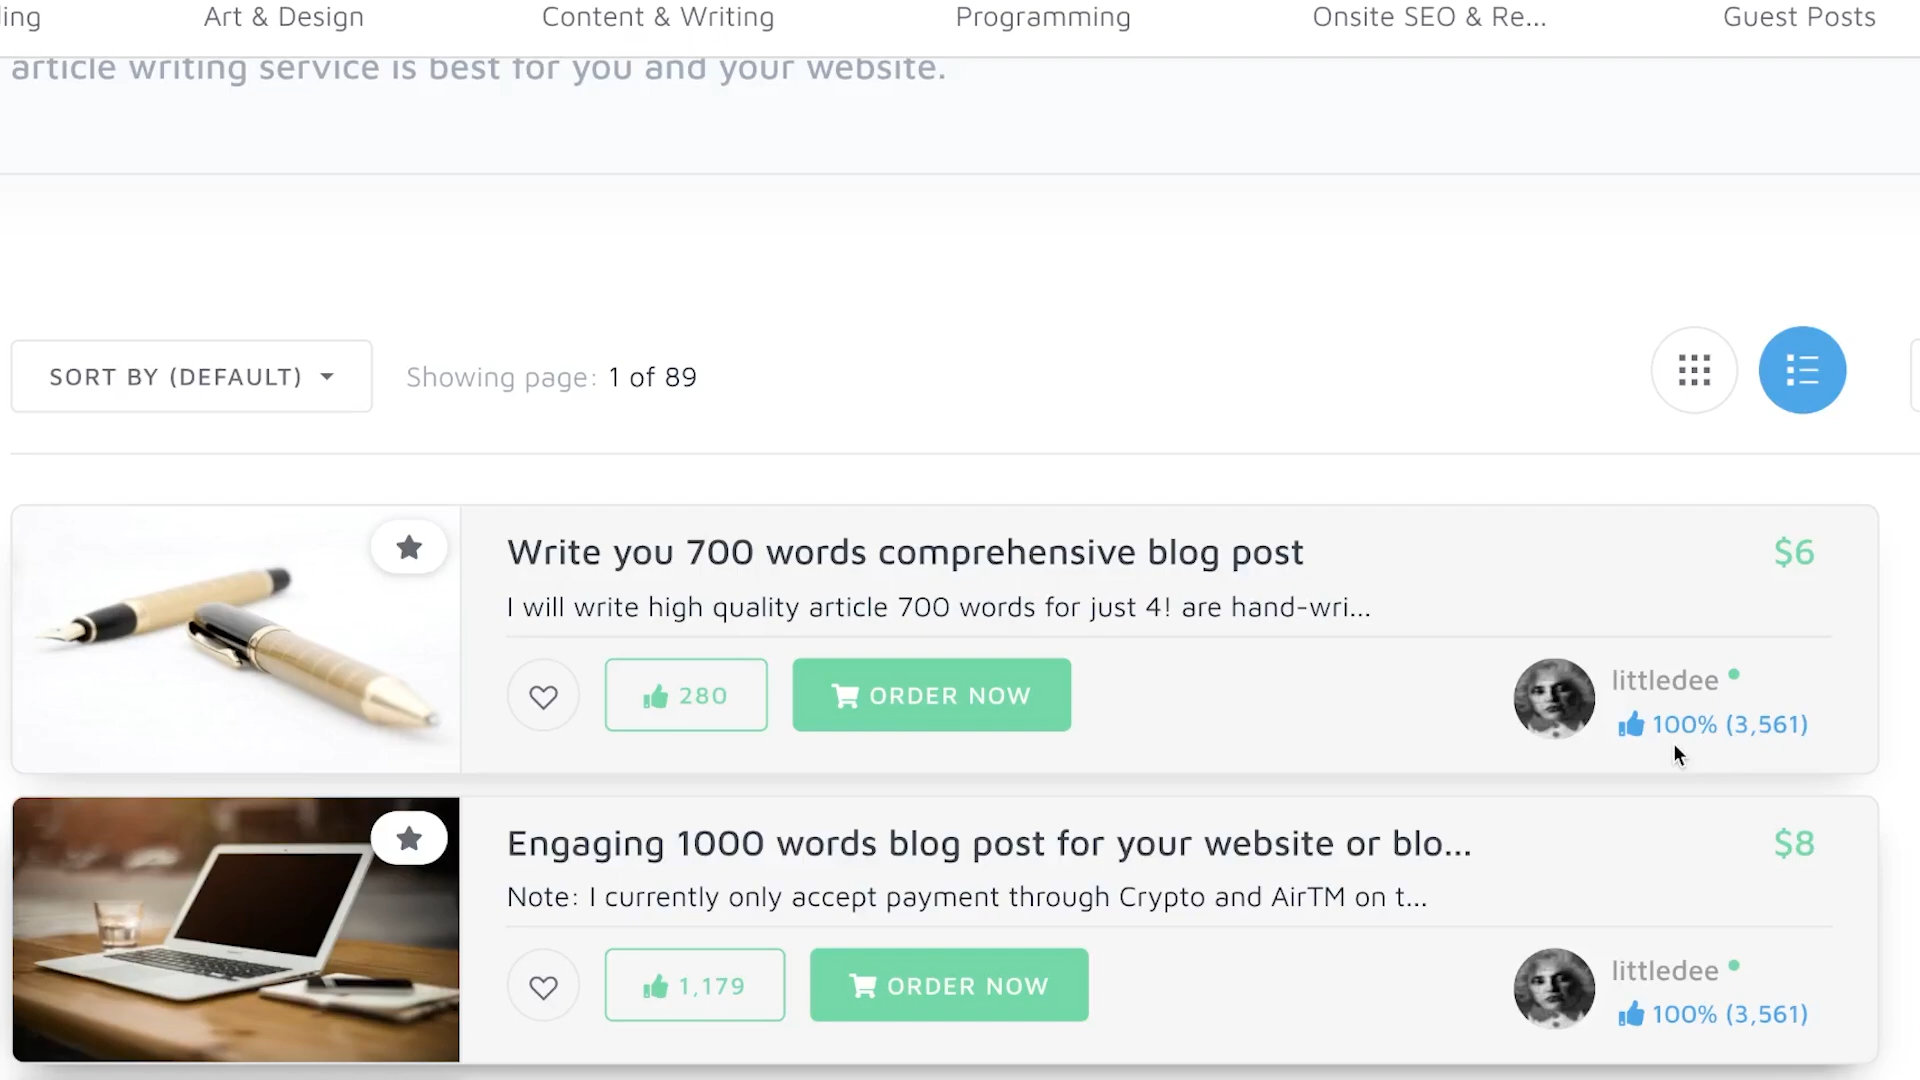 ling
Art & Design
Content & Writing
Programming
Onsite SEO & Re...
Guest Posts
article writing service is best for you and your website.
SORT BY (DEFAULT)
Showing page: 1 of 89
Write you 700 words comprehensive blog post
$6
I will write high quality article 700 words for just 4! are hand-wri...
280
ORDER NOW
littledee
100% (3,561)
Engaging 1000 words blog post for your website or blo...
$8
Note: I currently only accept payment through Crypto and AirTM on t...
1,179
ORDER NOW
littledee
100% (3,561)